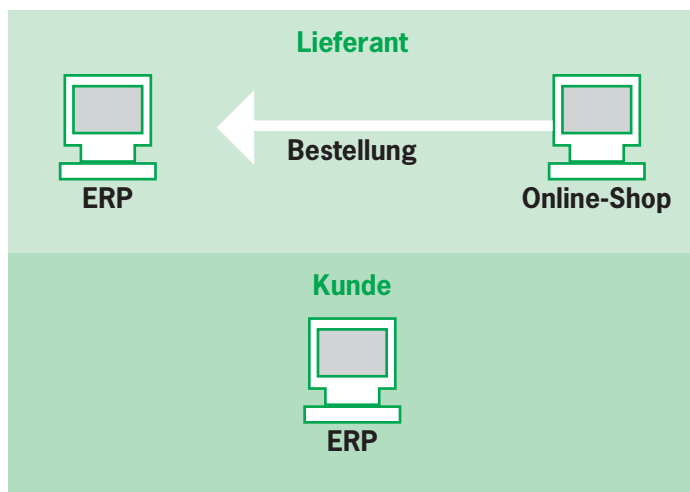 Lieferant
Bestellung
ERP
Online-Shop
Kunde
ERP